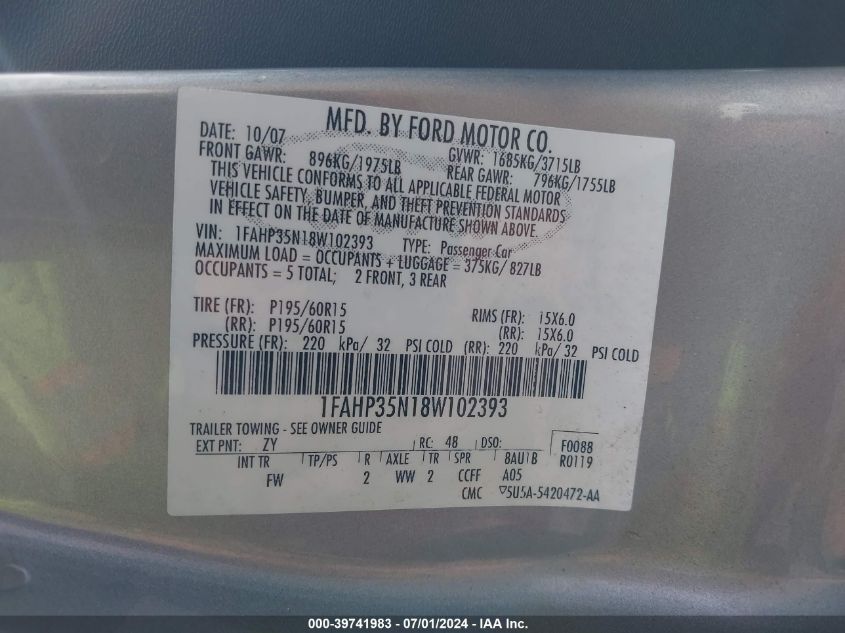 MFD. BY FORD MOTOR CO.
DATE: 10/07 GVWR: 1685KG/3715LB
FRONT GAWR: 896KG/1975LB REAR GAWR: 796KG/1755LB
THIS VEHICLE CONFORMS TO ALL APPLICABLE FEDERAL MOTOR
VEHICLE SAFETY, BUMPER, AND THEFT PREVENTION STANDARDS
IN EFFECT ON THE DATE OF MANUFACTURE SHOWN ABOVE.
VIN: 1FAHP35N18W102393 TYPE: Passenger Car
MAXIMUM LOAD = OCCUPANTS + LUGGAGE = 375KG/ 827LB
OCCUPANTS = 5 TOTAL; 2 FRONT, 3 REAR
TIRE (FR): P195/60R15 RIMS (FR): 15X6.0
(RR): P195/60R15 (RR): 15X6.0
PRESSURE (FR): 220 kPa/ 32 PSI COLD (RR): 220 kPa/ 32 PSI COLD
1FAHP35N18W102393
TRAILER TOWING - SEE OWNER GUIDE
EXT PNT: ZY RC: 48 DSO: F0088
INT TR TP/PS R AXLE TR SPR 8AU1B R0119
FW 2 WW 2 CCFF A05
CMC ▽5U5A-5420472-AA
000-39741983 - 07/01/2024 - IAA Inc.